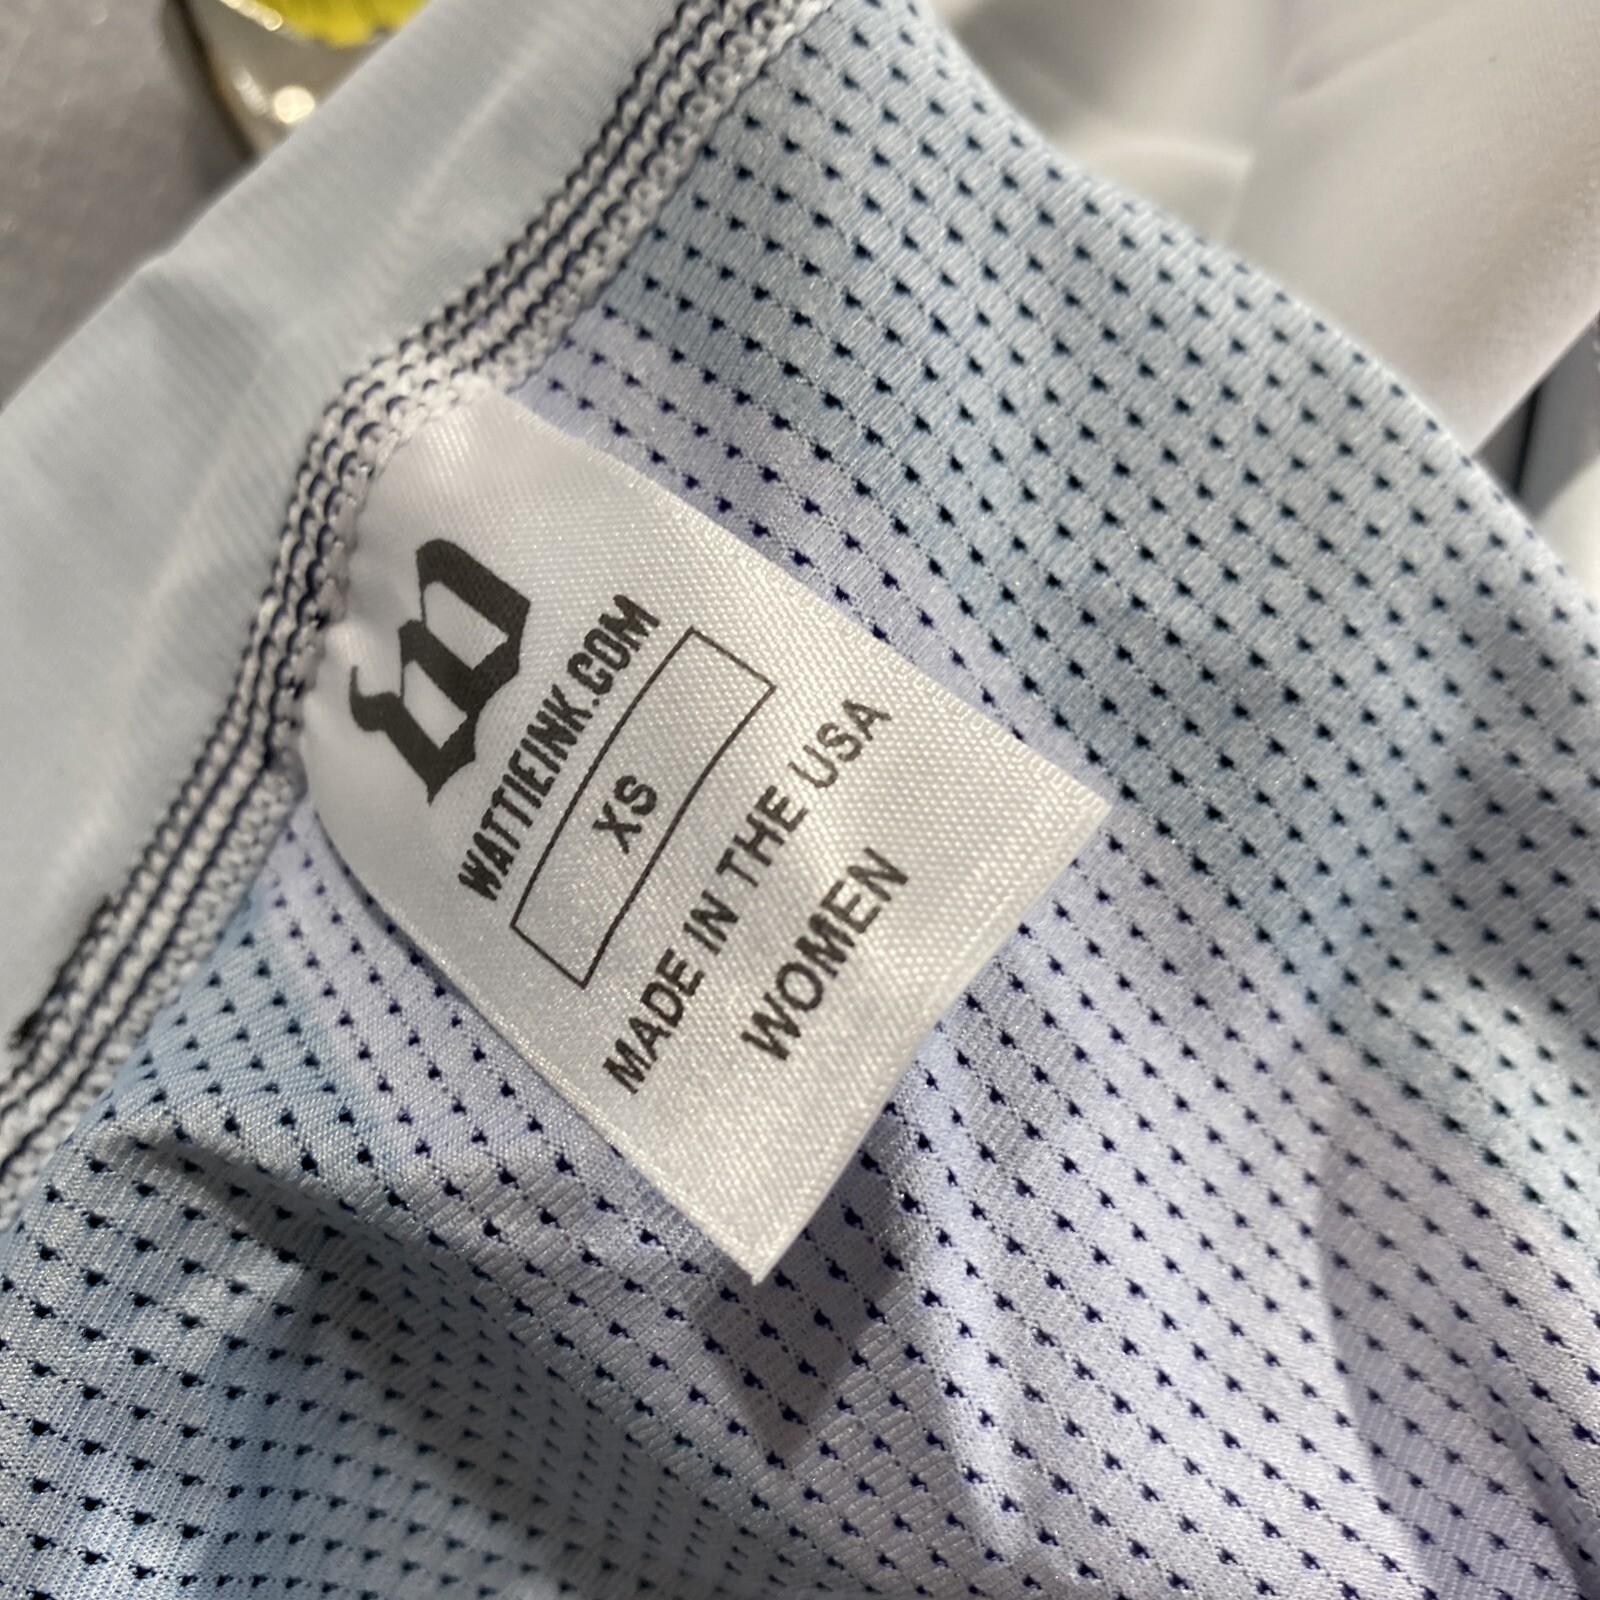 W
WATTIEINK.COM
XS
MADE IN THE USA
WOMEN